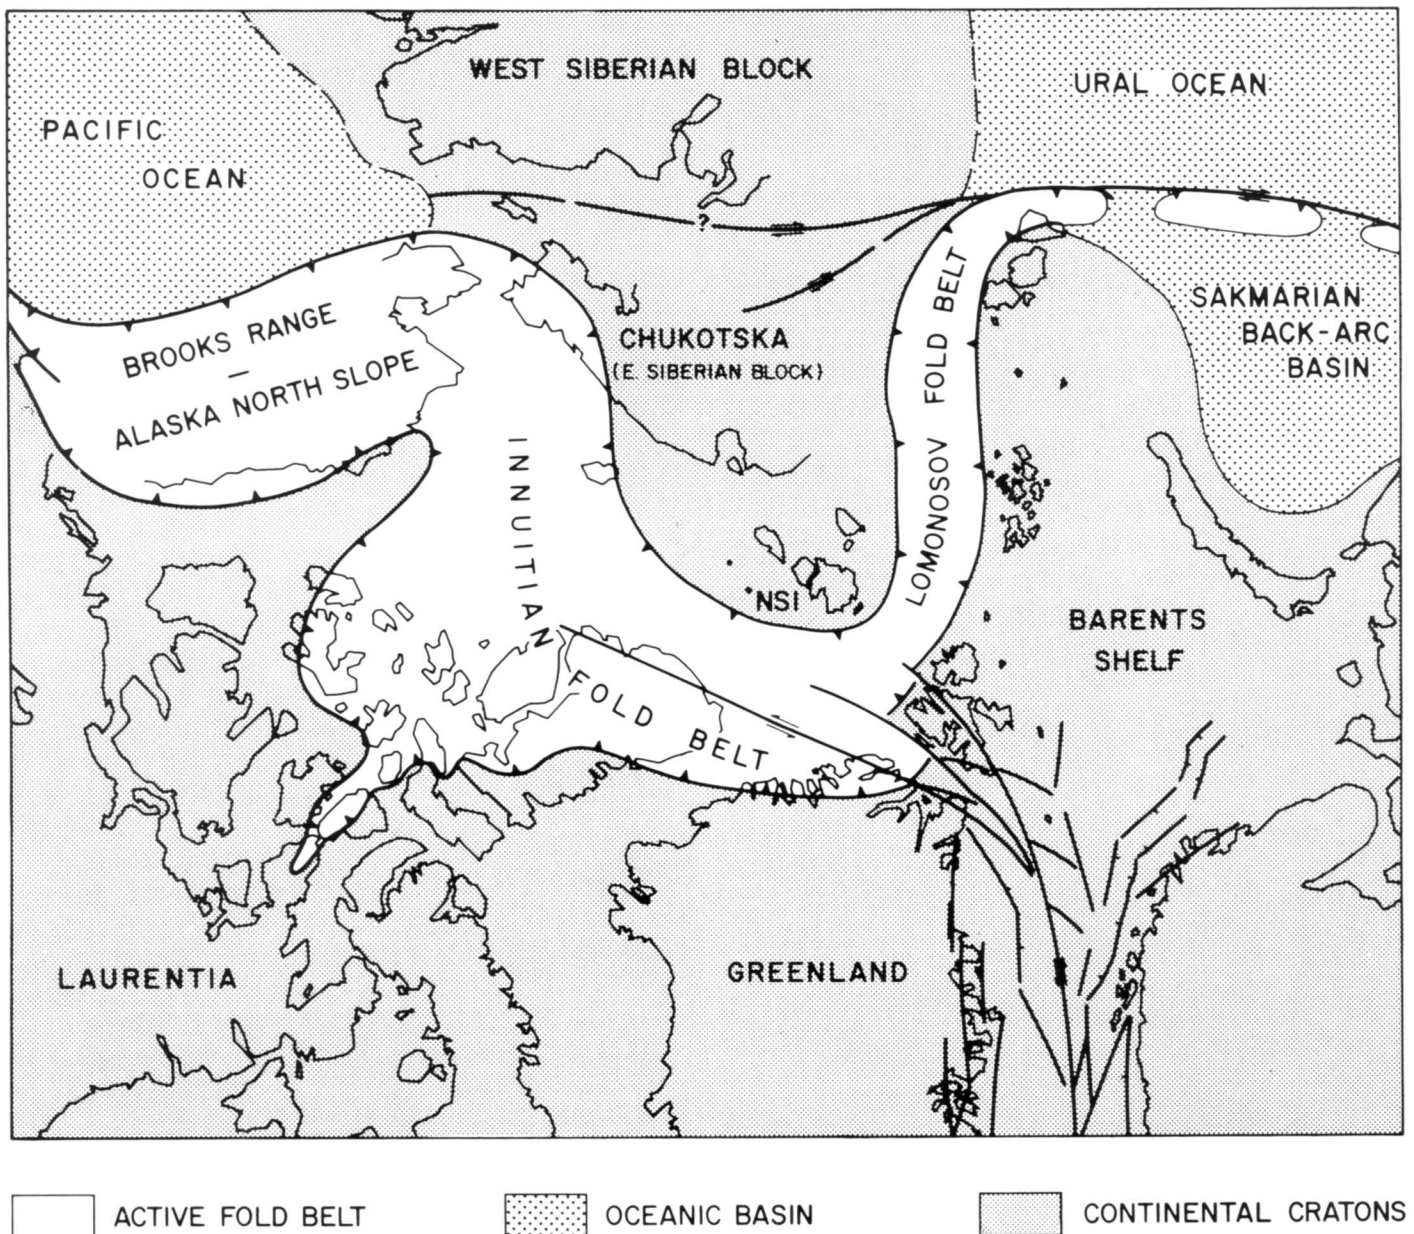 WEST SIBERIAN BLOCK
URAL OCEAN
PACIFIC
OCEAN
?
BROOKS RANGE
–
ALASKA NORTH SLOPE
CHUKOTSKA
(E. SIBERIAN BLOCK)
LOMONOSOV FOLD BELT
SAKMARIAN
BACK-ARC
BASIN
INNUITIAN
FOLD BELT
NSI
BARENTS
SHELF
LAURENTIA
GREENLAND
ACTIVE FOLD BELT
OCEANIC BASIN
CONTINENTAL CRATONS